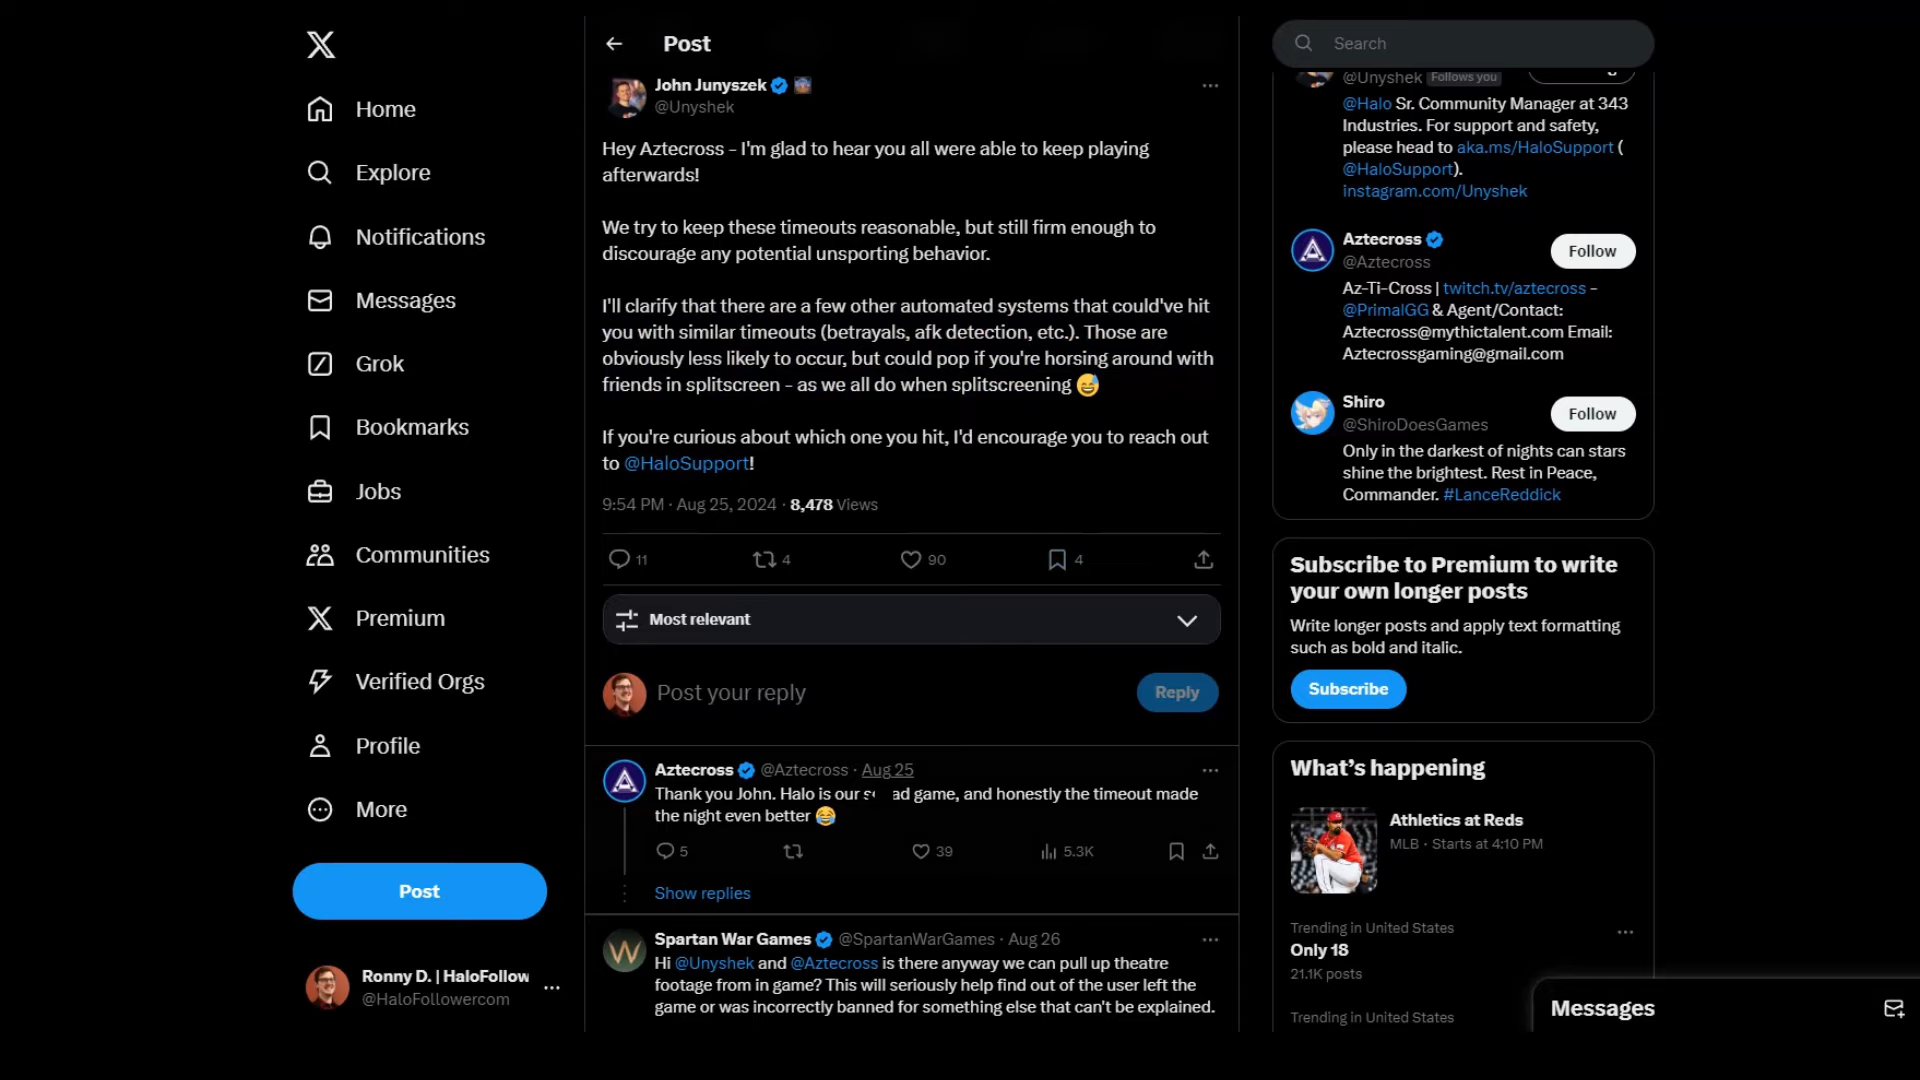 Home
Explore
Notifications
Messages
Grok
Bookmarks
Jobs
Communities
Premium
Verified Orgs
Profile
More
Post
Ronny D. | HaloFollow
@HaloFollowercom
Post
John Junyszek
@Unyshek
Hey Aztecross - I'm glad to hear you all were able to keep playing
afterwards!
We try to keep these timeouts reasonable, but still firm enough to
discourage any potential unsporting behavior.
I'll clarify that there are a few other automated systems that could've hit
you with similar timeouts (betrayals, afk detection, etc.). Those are
obviously less likely to occur, but could pop if you're horsing around with
friends in splitscreen - as we all do when splitscreening 😅
If you're curious about which one you hit, I'd encourage you to reach out
to @HaloSupport!
9:54 PM · Aug 25, 2024 · 8,478 Views
11 4 90 4
Most relevant
Post your reply
Reply
Aztecross @Aztecross · Aug 25
Thank you John. Halo is our ad game, and honestly the timeout made
the night even better 😂
5 39 5.3K
Show replies
Spartan War Games @SpartanWarGames · Aug 26
Hi @Unyshek and @Aztecross is there anyway we can pull up theatre
footage from in game? This will seriously help find out of the user left the
game or was incorrectly banned for something else that can't be explained.
Search
@Unyshek Follows you
@Halo Sr. Community Manager at 343
Industries. For support and safety,
please head to aka.ms/HaloSupport (
@HaloSupport).
instagram.com/Unyshek
Aztecross
@Aztecross
Follow
Az-Ti-Cross | twitch.tv/aztecross -
@PrimalGG & Agent/Contact:
Aztecross@mythictalent.com Email:
Aztecrossgaming@gmail.com
Shiro
@ShiroDoesGames
Follow
Only in the darkest of nights can stars
shine the brightest. Rest in Peace,
Commander. #LanceReddick
Subscribe to Premium to write
your own longer posts
Write longer posts and apply text formatting
such as bold and italic.
Subscribe
What's happening
Athletics at Reds
MLB · Starts at 4:10 PM
Trending in United States
Only 18
21.1K posts
Trending in United States
Messages